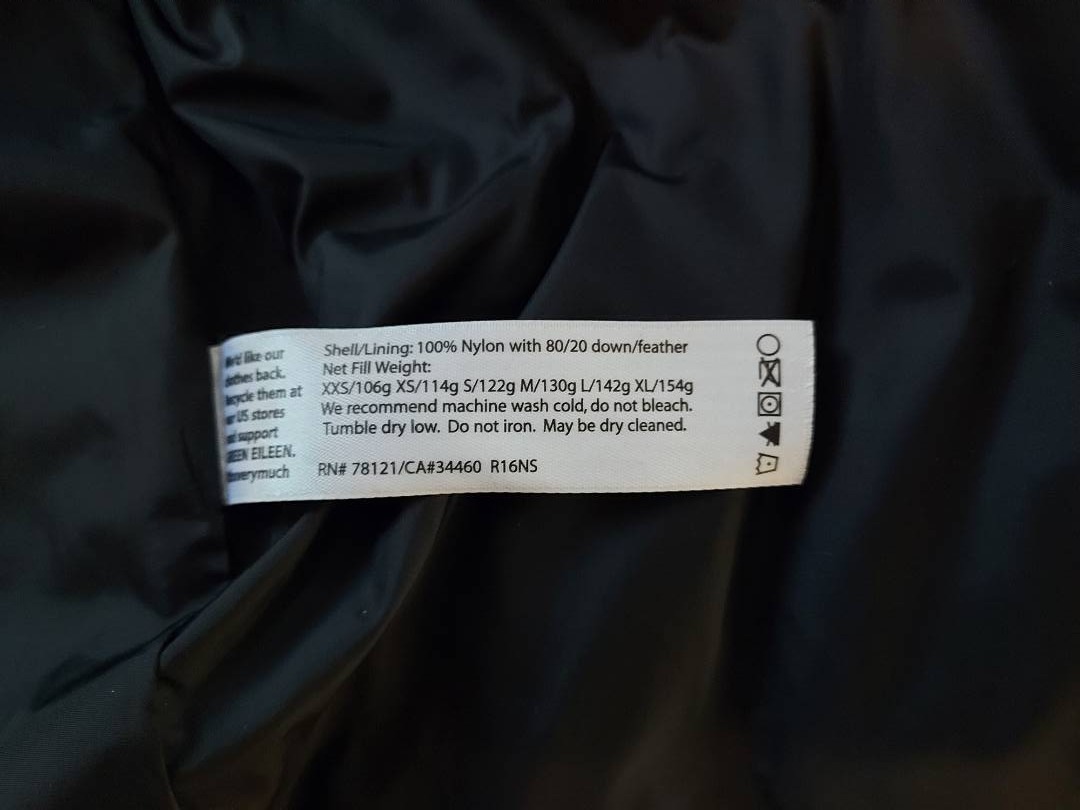 like our
back.
them at
US stores
support
EILEEN.
Shell/Lining: 100% Nylon with 80/20 down/feather
Net Fill Weight:
XXS/106g XS/114g S/122g M/130g L/142g XL/154g
We recommend machine wash cold, do not bleach.
Tumble dry low. Do not iron. May be dry cleaned.
RN# 78121/CA#34460 R16NS